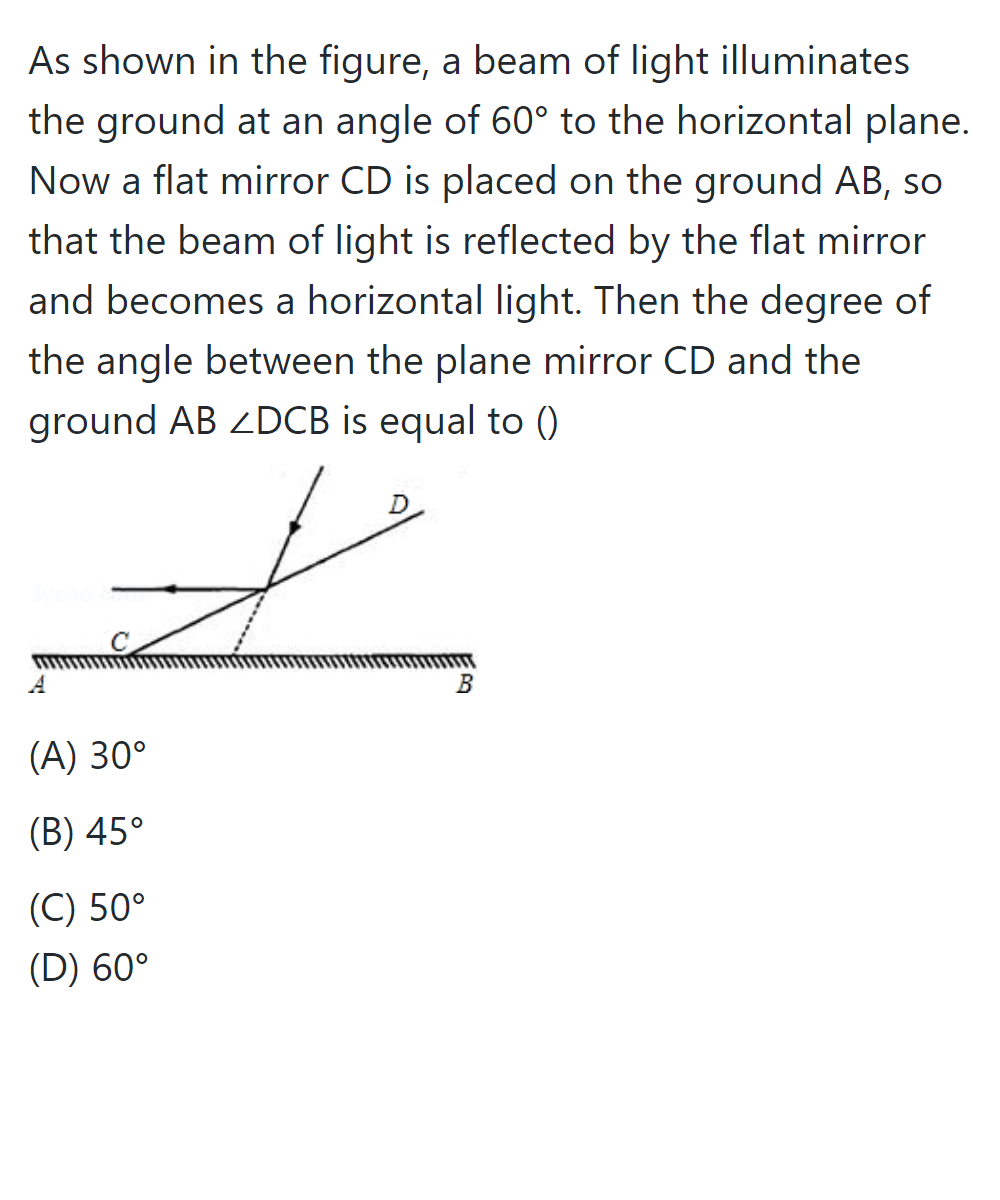 As shown in the figure, a beam of light illuminates
the ground at an angle of 60° to the horizontal plane.
Now a flat mirror CD is placed on the ground AB, so
that the beam of light is reflected by the flat mirror
and becomes a horizontal light. Then the degree of
the angle between the plane mirror CD and the
ground AB ∠DCB is equal to ()
D
C
A
B
(A) 30°
(B) 45°
(C) 50°
(D) 60°